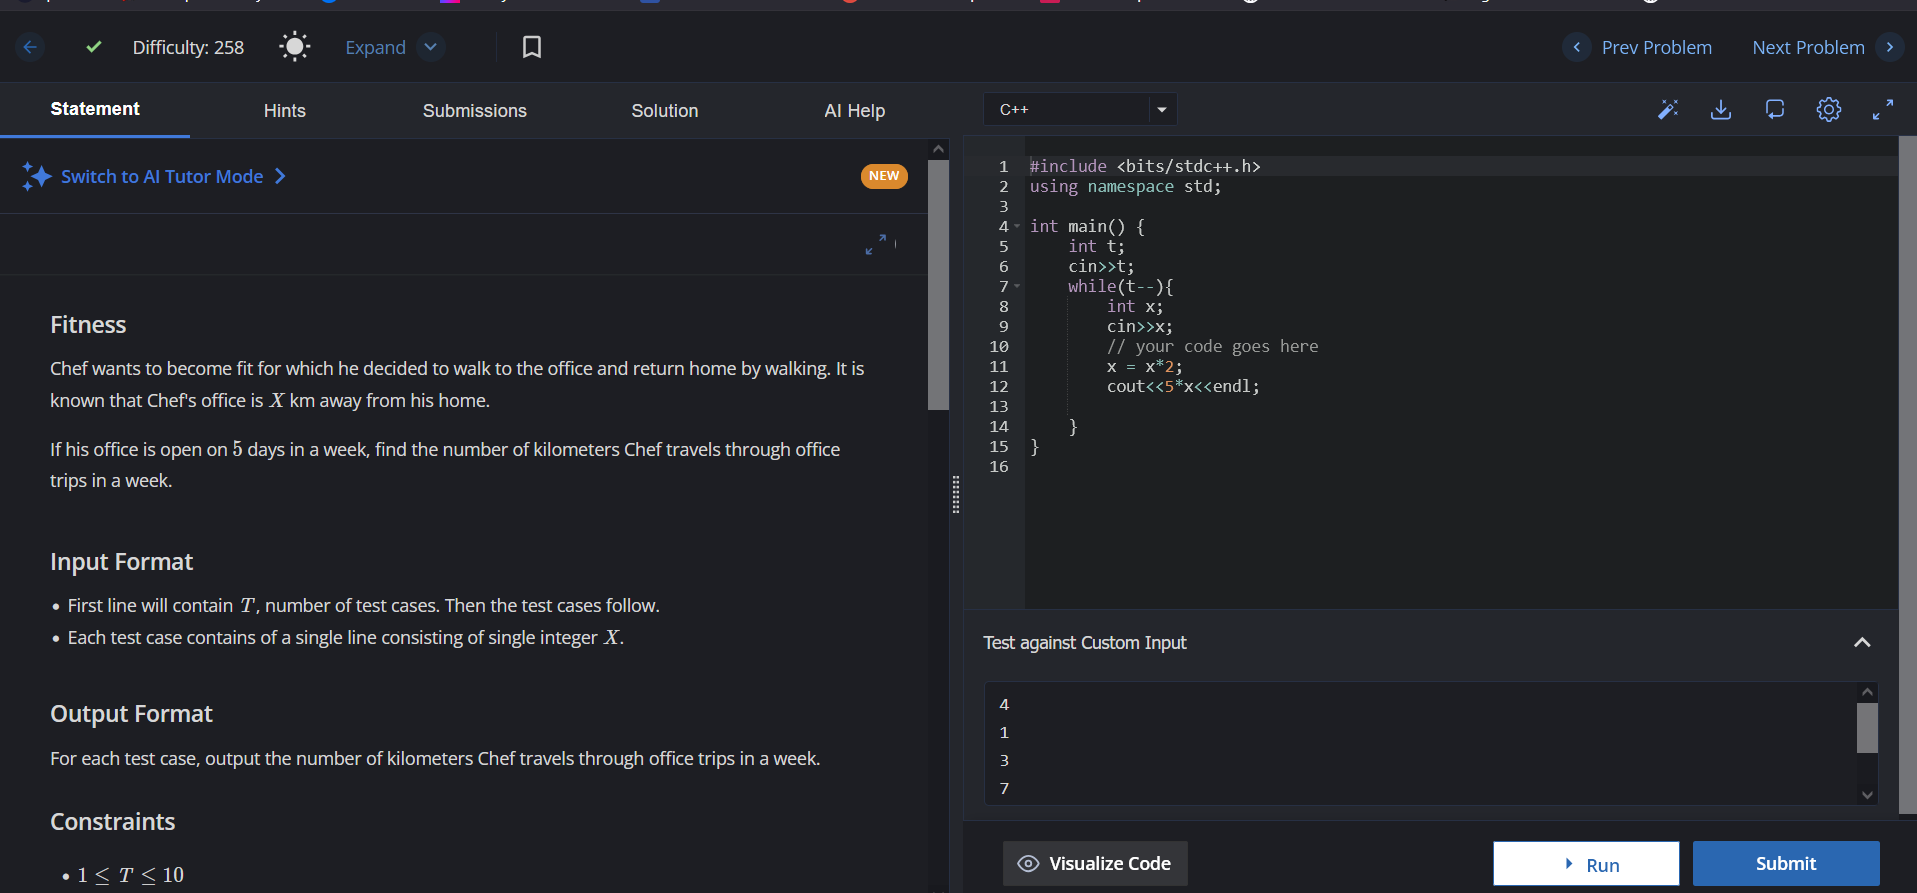 Difficulty: 258
Expand
Prev Problem
Next Problem
Statement
Hints
Submissions
Solution
AI Help
Switch to AI Tutor Mode
NEW
Fitness
Chef wants to become fit for which he decided to walk to the office and return home by walking. It is
known that Chef's office is X km away from his home.
If his office is open on 5 days in a week, find the number of kilometers Chef travels through office
trips in a week.
Input Format
• First line will contain T, number of test cases. Then the test cases follow.
• Each test case contains of a single line consisting of single integer X.
Output Format
For each test case, output the number of kilometers Chef travels through office trips in a week.
Constraints
• 1 ≤ T ≤ 10
C++
1 #include <bits/stdc++.h>
2 using namespace std;
3
4 int main() {
5 int t;
6 cin>>t;
7 while(t--){
8 int x;
9 cin>>x;
10 // your code goes here
11 x = x*2;
12 cout<<5*x<<endl;
13
14 }
15 }
16
Test against Custom Input
4
1
3
7
Visualize Code
Run
Submit